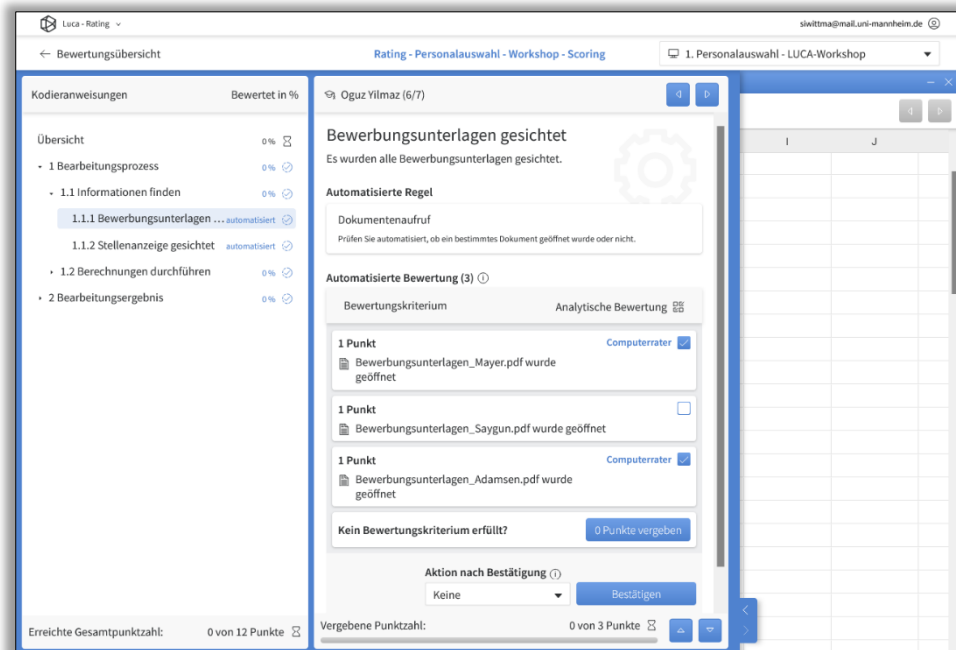 Luca - Rating
siwittma@mail.uni-mannheim.de
← Bewertungsübersicht
Rating - Personalauswahl - Workshop - Scoring
1. Personalauswahl - LUCA-Workshop
Kodieranweisungen
Bewertet in %
Übersicht
0 %
1 Bearbeitungsprozess
0 %
1.1 Informationen finden
0 %
1.1.1 Bewerbungsunterlagen ...
automatisiert
1.1.2 Stellenanzeige gesichtet
automatisiert
1.2 Berechnungen durchführen
0 %
2 Bearbeitungsergebnis
0 %
Erreichte Gesamtpunktzahl:
0 von 12 Punkte
Oguz Yilmaz (6/7)
Bewerbungsunterlagen gesichtet
Es wurden alle Bewerbungsunterlagen gesichtet.
Automatisierte Regel
Dokumentenaufruf
Prüfen Sie automatisiert, ob ein bestimmtes Dokument geöffnet wurde oder nicht.
Automatisierte Bewertung (3)
Bewertungskriterium
Analytische Bewertung
1 Punkt
Computerrater
Bewerbungsunterlagen_Mayer.pdf wurde
geöffnet
1 Punkt
Bewerbungsunterlagen_Saygun.pdf wurde geöffnet
1 Punkt
Computerrater
Bewerbungsunterlagen_Adamsen.pdf wurde
geöffnet
Kein Bewertungskriterium erfüllt?
0 Punkte vergeben
Aktion nach Bestätigung
Keine
Bestätigen
Vergebene Punktzahl:
0 von 3 Punkte
I
J